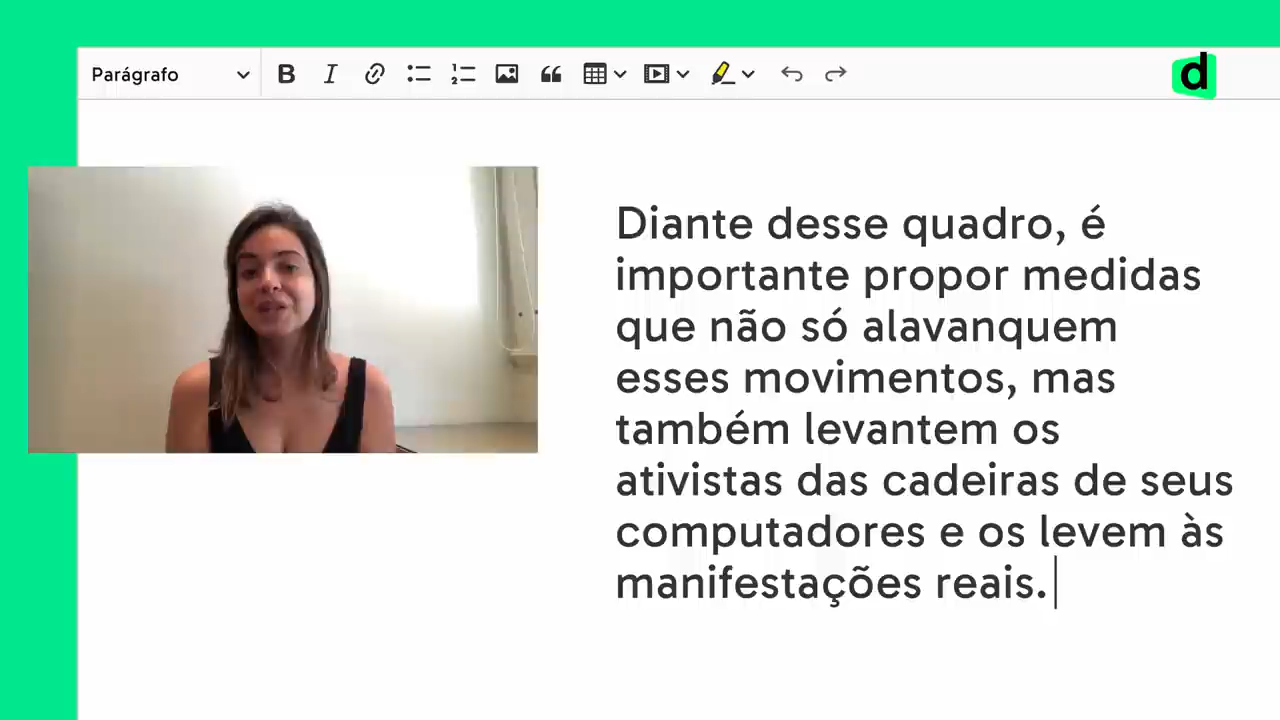 Parágrafo
B
I
d
Diante desse quadro, é
importante propor medidas
que não só alavanquem
esses movimentos, mas
também levantem os
ativistas das cadeiras de seus
computadores e os levem às
manifestações reais.